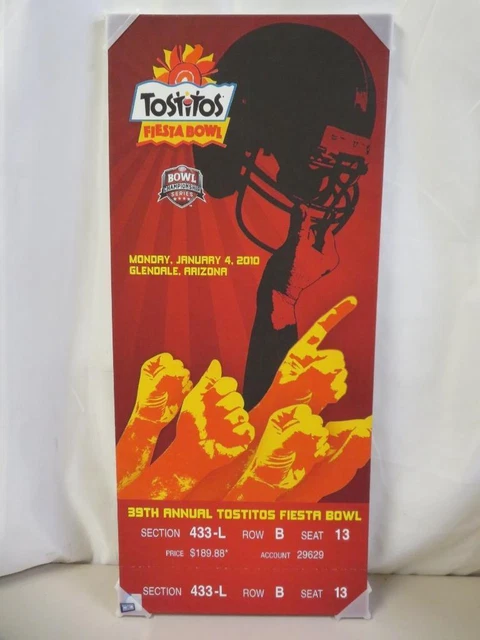 TOSTITOS
FIESTA BOWL
BOWL
CHAMPIONSHIP
SERIES
MONDAY, JANUARY 4, 2010
GLENDALE, ARIZONA
39TH ANNUAL TOSTITOS FIESTA BOWL
SECTION 433-L ROW B SEAT 13
PRICE $189.88* ACCOUNT 29629
SECTION 433-L ROW B SEAT 13